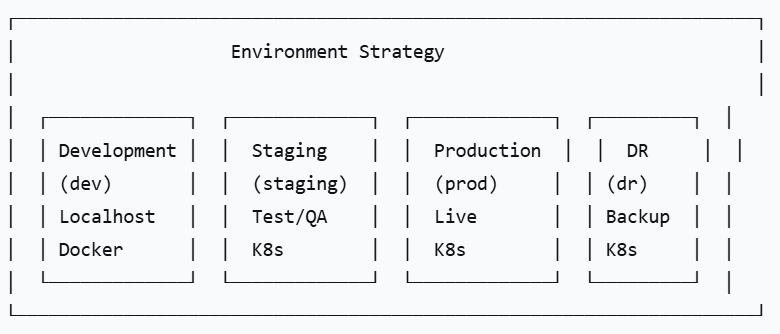 Environment Strategy
Development Staging Production DR
(dev) (staging) (prod) (dr)
Localhost Test/QA Live Backup
Docker K8s K8s K8s